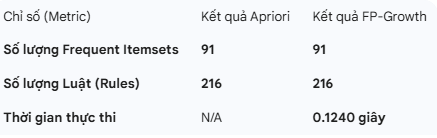 Chỉ số (Metric) Kết quả Apriori Kết quả FP-Growth
Số lượng Frequent Itemsets 91 91
Số lượng Luật (Rules) 216 216
Thời gian thực thi N/A 0.1240 giây